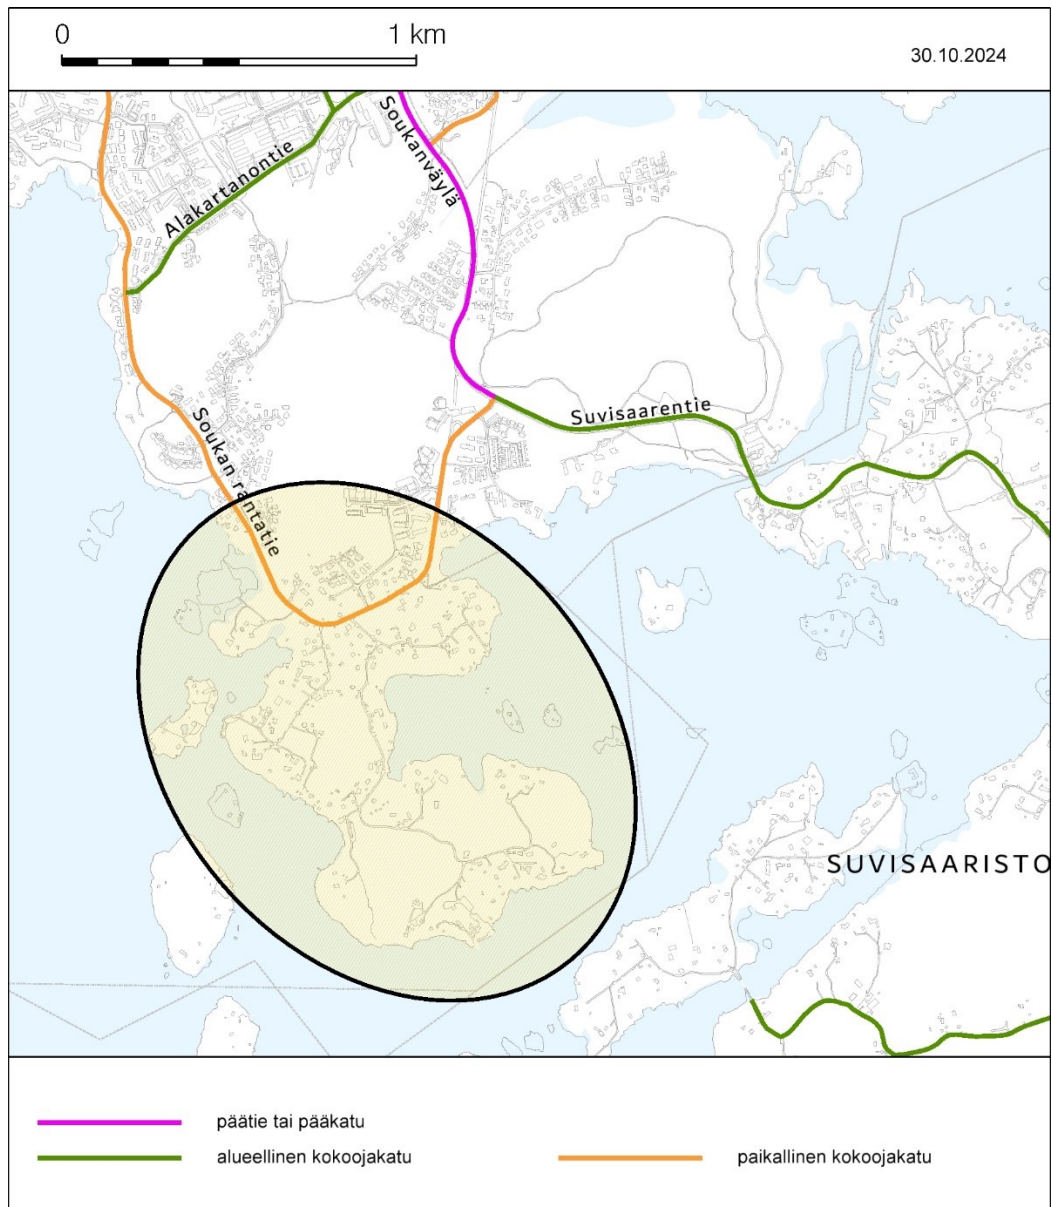 0 1 km
30.10.2024
Soukanväylä
Alakartanontie
Suvisaarentie
Soukan rantatie
SUVISAARISTO
päätie tai pääkatu
alueellinen kokoojakatu
paikallinen kokoojakatu